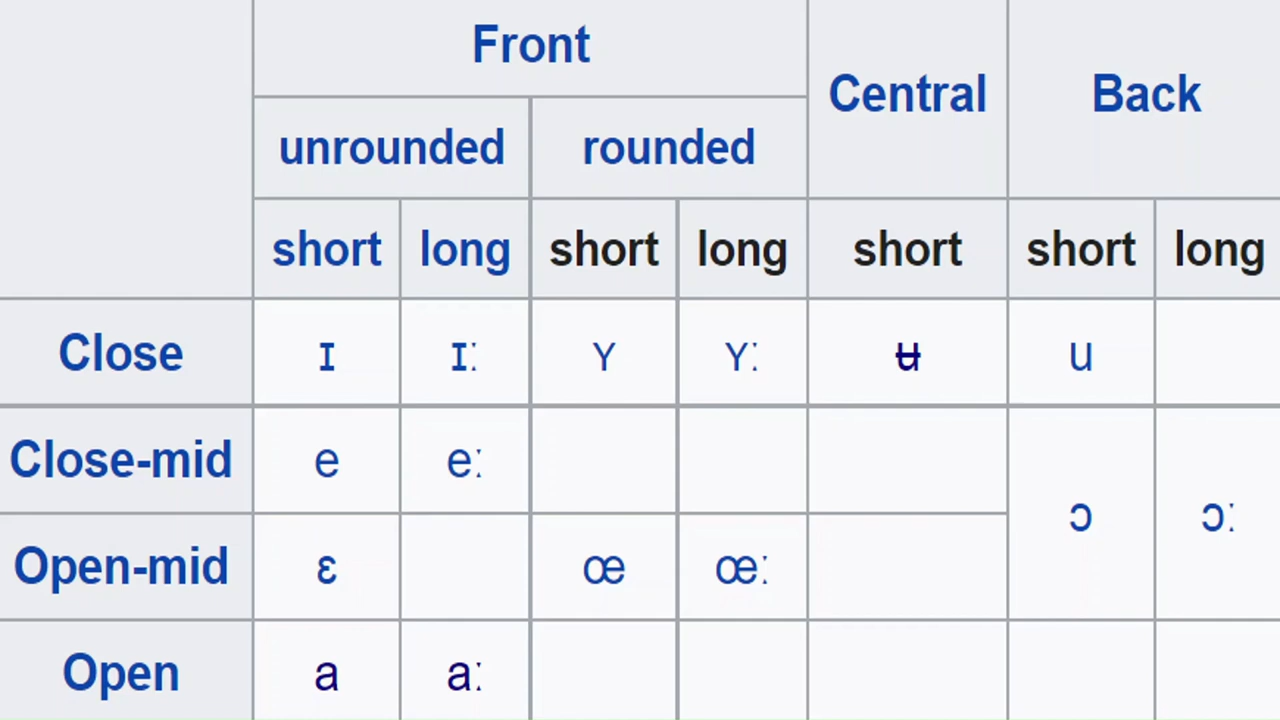 Front Central Back
unrounded rounded
short long short long short short long
Close ɪ ɪː ʏ ʏː ʉ u
Close-mid e eː ɔ ɔː
Open-mid ɛ œ œː
Open a aː